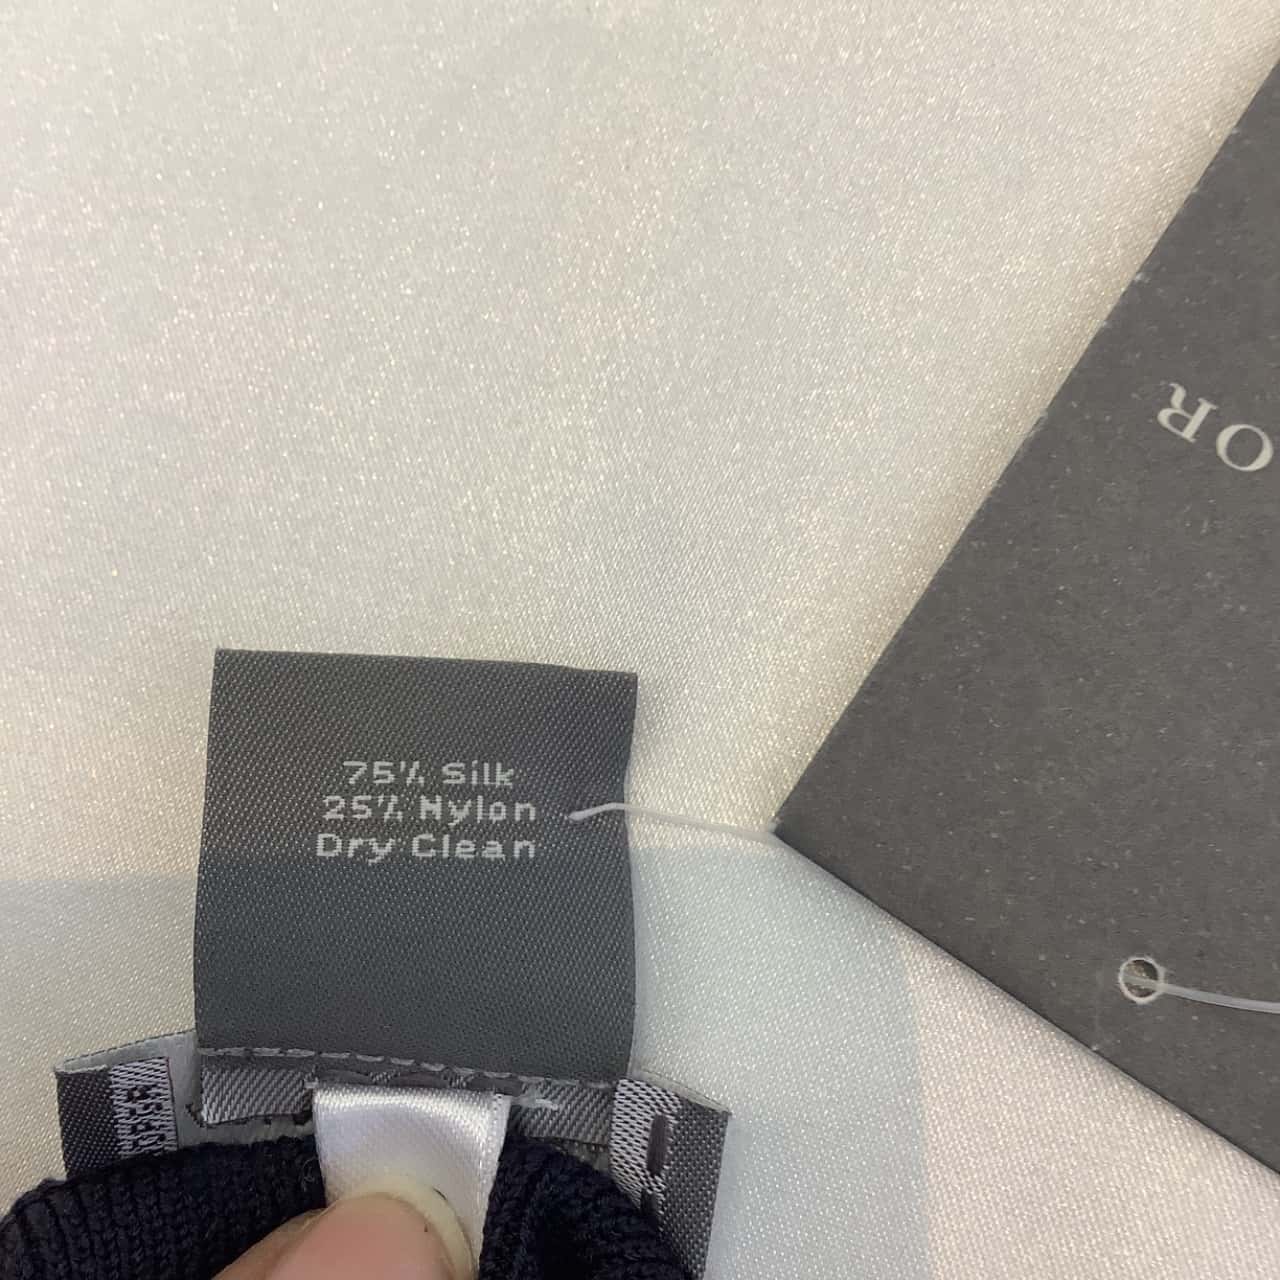 75% Silk
25% Nylon
Dry Clean
OR